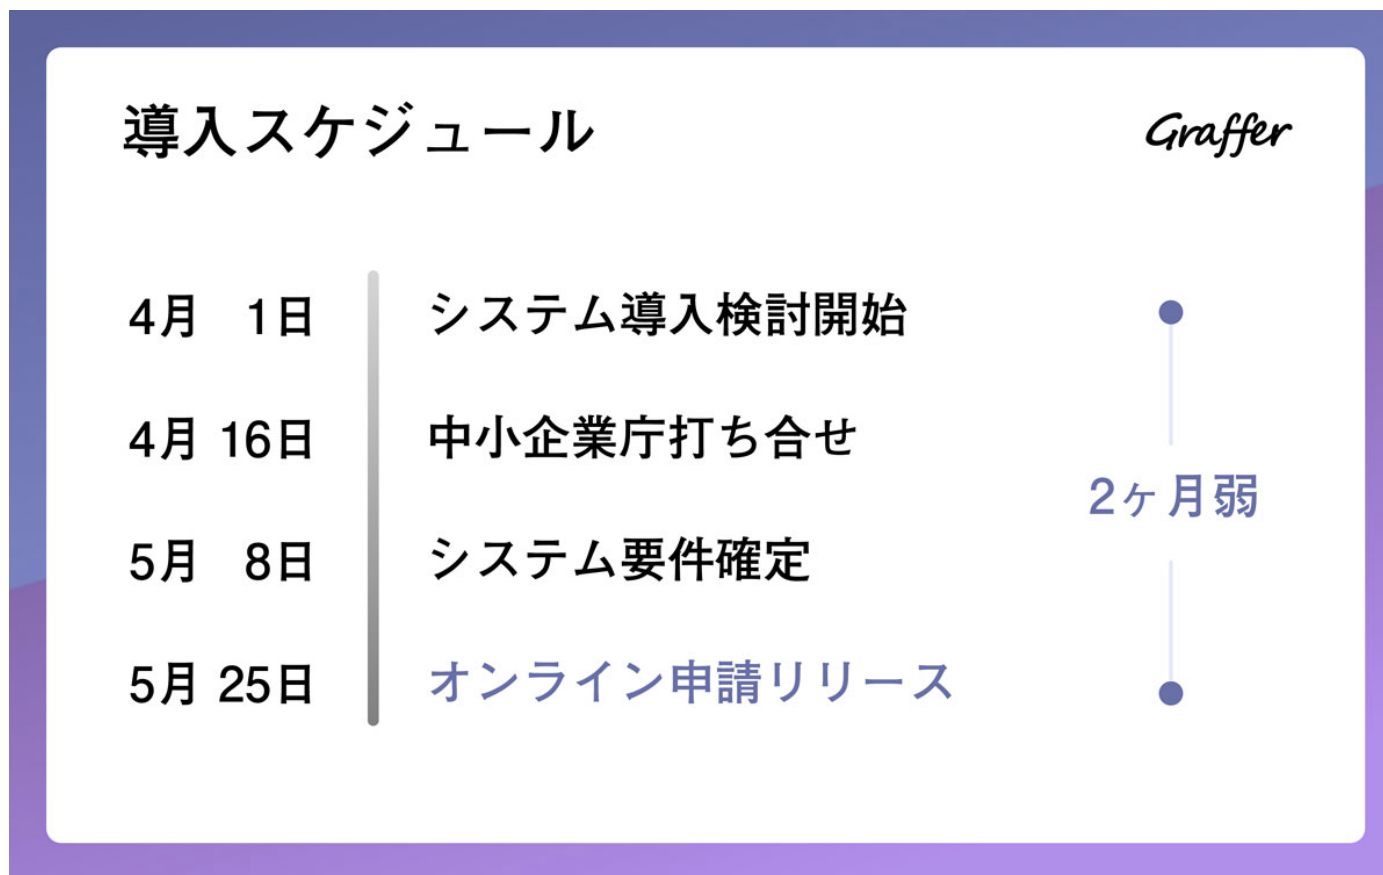 導入スケジュール
Graffer
4月 1日 システム導入検討開始
4月 16日 中小企業庁打ち合せ
2ヶ月弱
5月 8日 システム要件確定
5月 25日 オンライン申請リリース